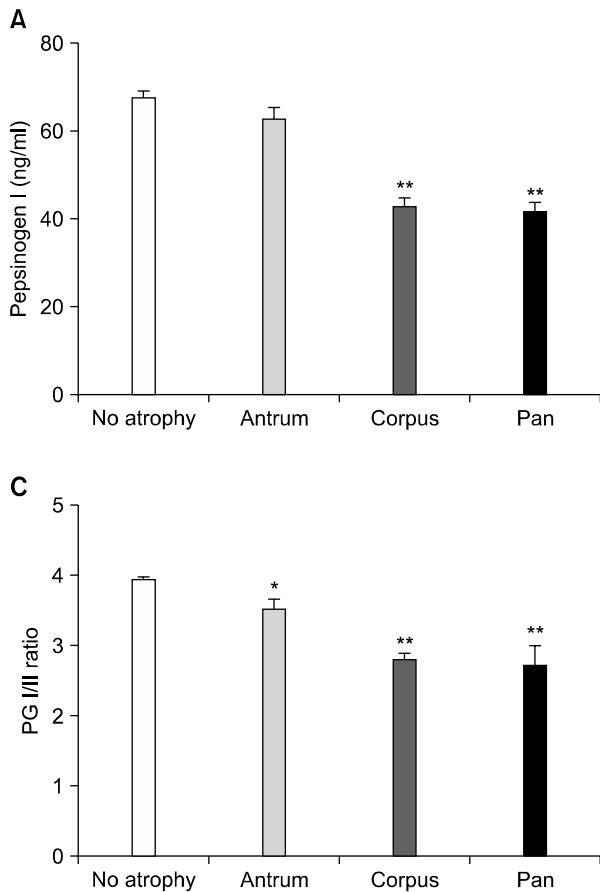 A
Pepsinogen I (ng/ml)
80
60
40
20
0
**
**
No atrophy
Antrum
Corpus
Pan
C
PG I/II ratio
5
4
3
2
1
0
*
**
**
No atrophy
Antrum
Corpus
Pan